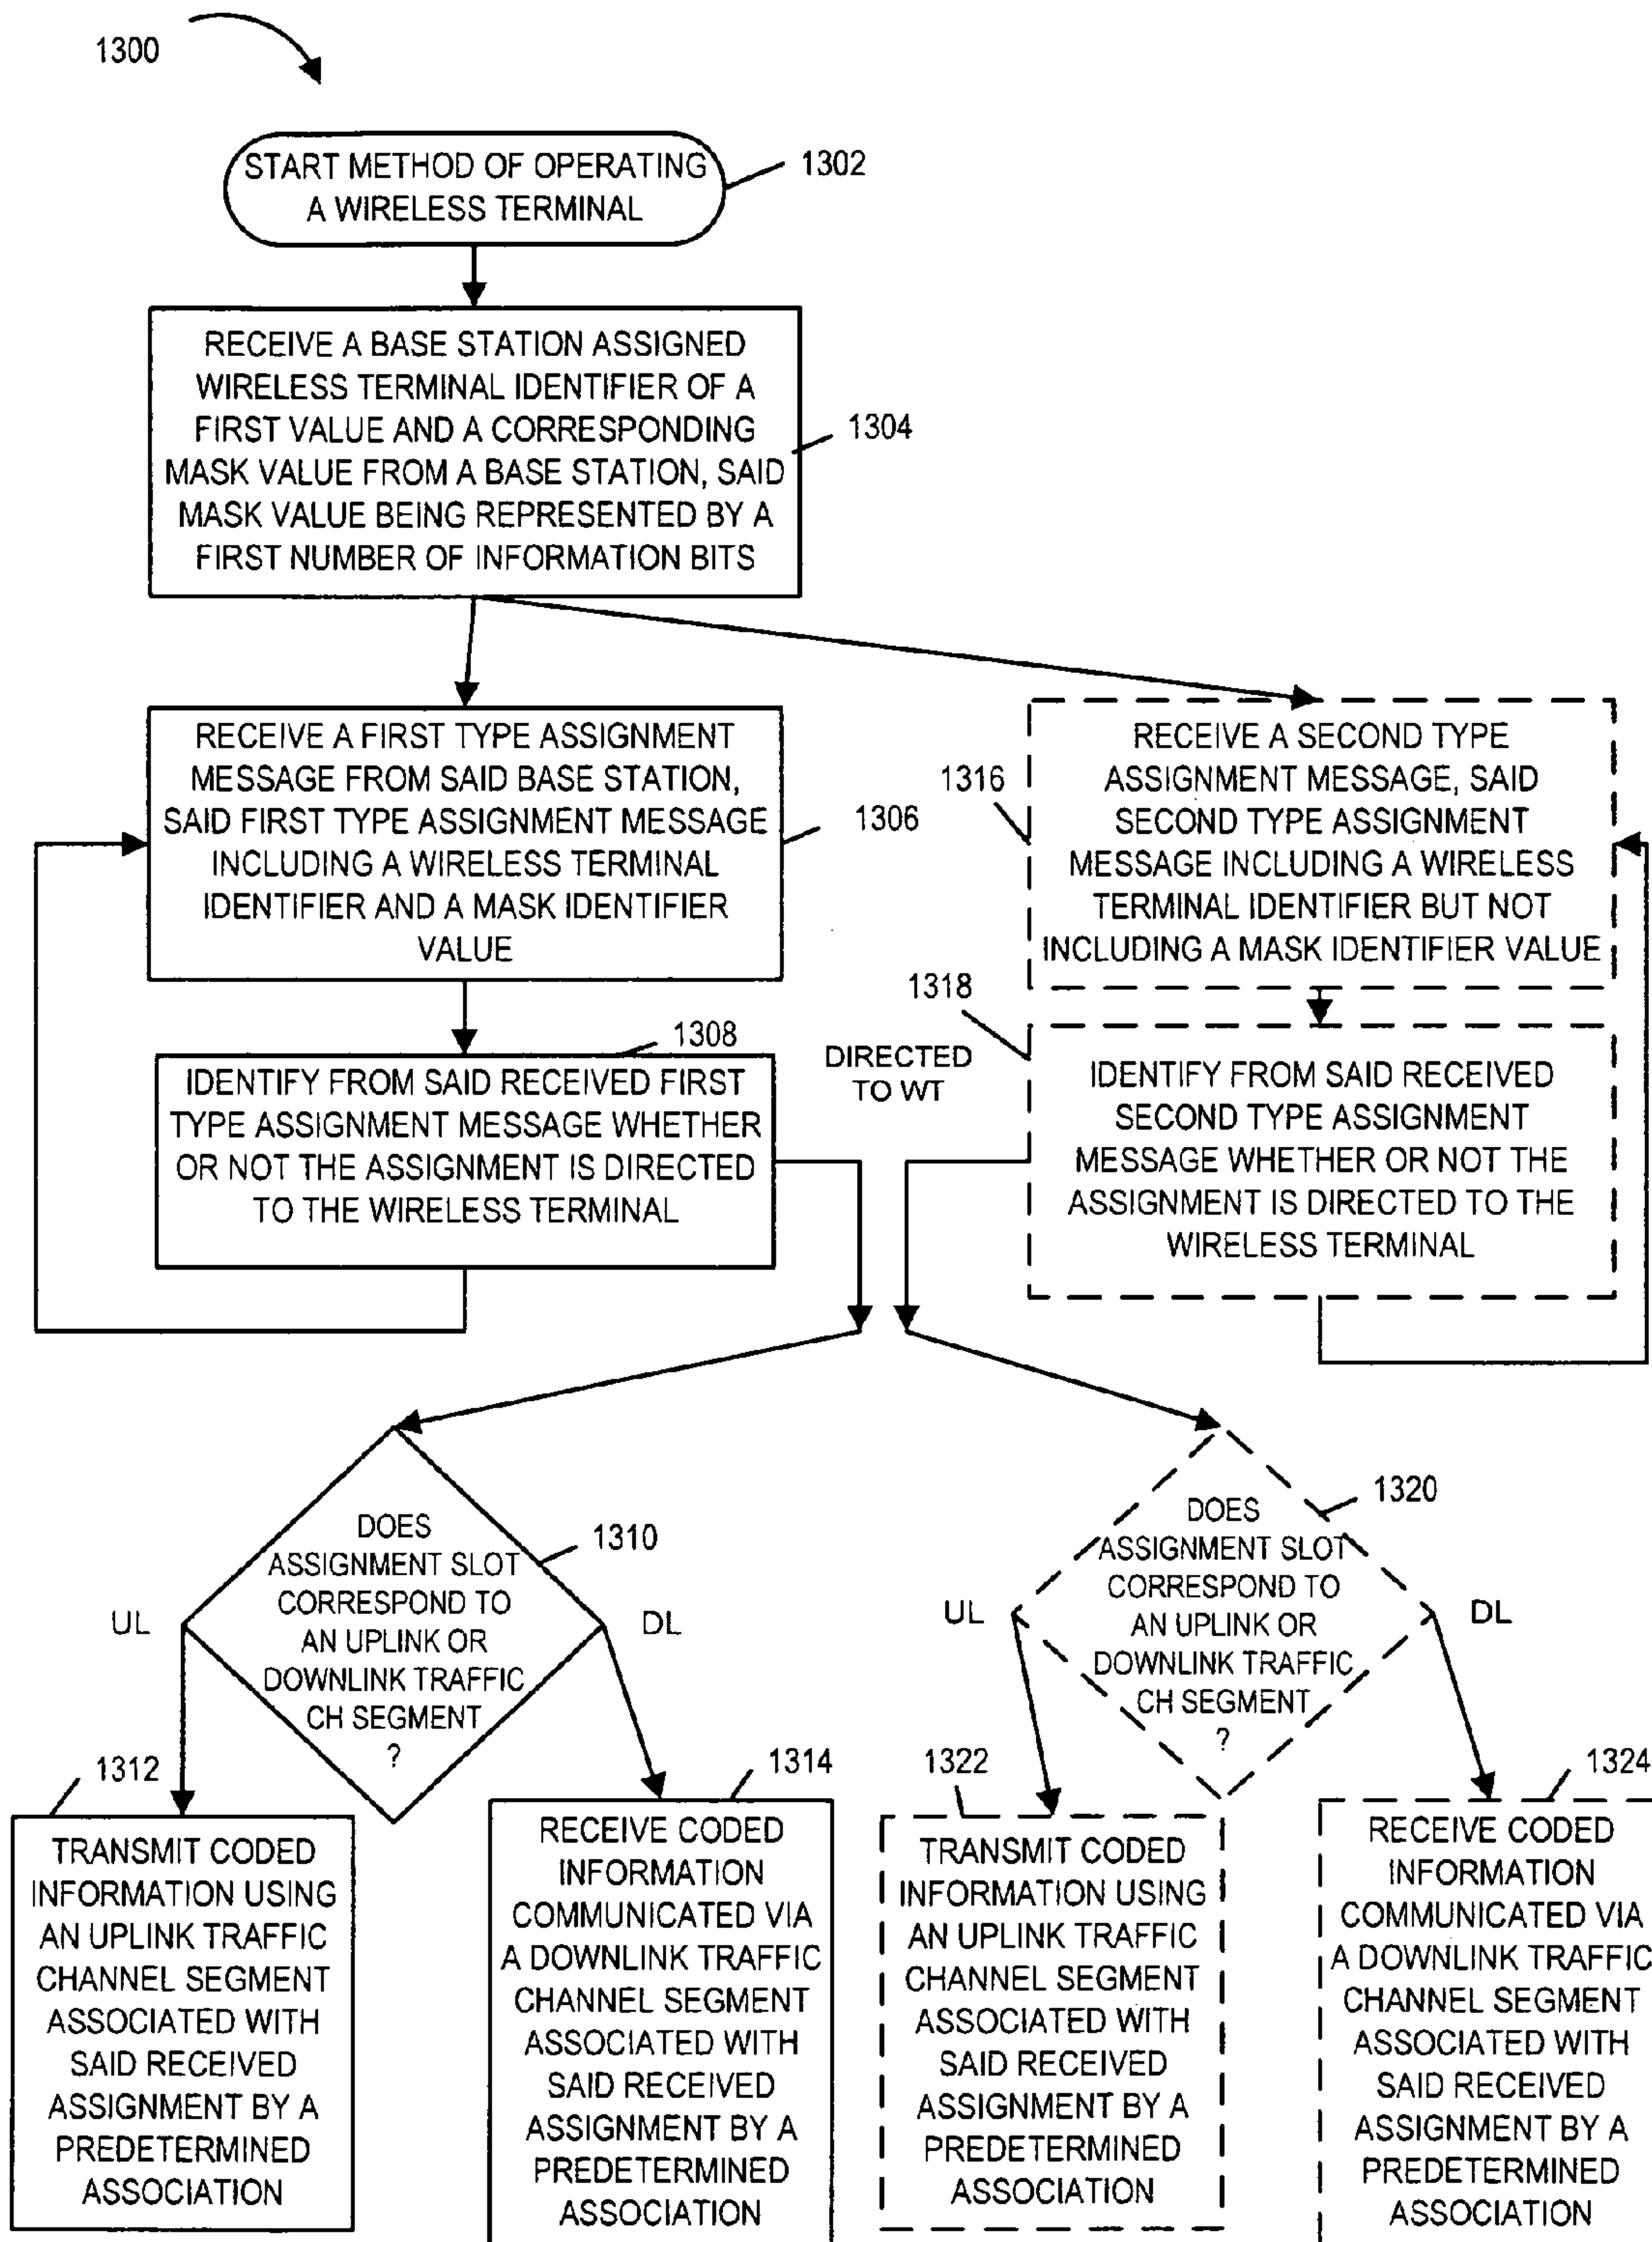 1300
START METHOD OF OPERATING
A WIRELESS TERMINAL
1302
RECEIVE A BASE STATION ASSIGNED
WIRELESS TERMINAL IDENTIFIER OF A
FIRST VALUE AND A CORRESPONDING
MASK VALUE FROM A BASE STATION, SAID
MASK VALUE BEING REPRESENTED BY A
FIRST NUMBER OF INFORMATION BITS
1304
RECEIVE A FIRST TYPE ASSIGNMENT
MESSAGE FROM SAID BASE STATION,
SAID FIRST TYPE ASSIGNMENT MESSAGE
INCLUDING A WIRELESS TERMINAL
IDENTIFIER AND A MASK IDENTIFIER
VALUE
1306
1316
RECEIVE A SECOND TYPE
ASSIGNMENT MESSAGE, SAID
SECOND TYPE ASSIGNMENT
MESSAGE INCLUDING A WIRELESS
TERMINAL IDENTIFIER BUT NOT
INCLUDING A MASK IDENTIFIER VALUE
1308
IDENTIFY FROM SAID RECEIVED FIRST
TYPE ASSIGNMENT MESSAGE WHETHER
OR NOT THE ASSIGNMENT IS DIRECTED
TO THE WIRELESS TERMINAL
DIRECTED
TO WT
1318
IDENTIFY FROM SAID RECEIVED
SECOND TYPE ASSIGNMENT
MESSAGE WHETHER OR NOT THE
ASSIGNMENT IS DIRECTED TO THE
WIRELESS TERMINAL
DOES
ASSIGNMENT SLOT
CORRESPOND TO
AN UPLINK OR
DOWNLINK TRAFFIC
CH SEGMENT
?
1310
UL
DL
DOES
ASSIGNMENT SLOT
CORRESPOND TO
AN UPLINK OR
DOWNLINK TRAFFIC
CH SEGMENT
?
1320
UL
DL
1312
TRANSMIT CODED
INFORMATION USING
AN UPLINK TRAFFIC
CHANNEL SEGMENT
ASSOCIATED WITH
SAID RECEIVED
ASSIGNMENT BY A
PREDETERMINED
ASSOCIATION
1314
RECEIVE CODED
INFORMATION
COMMUNICATED VIA
A DOWNLINK TRAFFIC
CHANNEL SEGMENT
ASSOCIATED WITH
SAID RECEIVED
ASSIGNMENT BY A
PREDETERMINED
ASSOCIATION
1322
TRANSMIT CODED
INFORMATION USING
AN UPLINK TRAFFIC
CHANNEL SEGMENT
ASSOCIATED WITH
SAID RECEIVED
ASSIGNMENT BY A
PREDETERMINED
ASSOCIATION
1324
RECEIVE CODED
INFORMATION
COMMUNICATED VIA
A DOWNLINK TRAFFIC
CHANNEL SEGMENT
ASSOCIATED WITH
SAID RECEIVED
ASSIGNMENT BY A
PREDETERMINED
ASSOCIATION